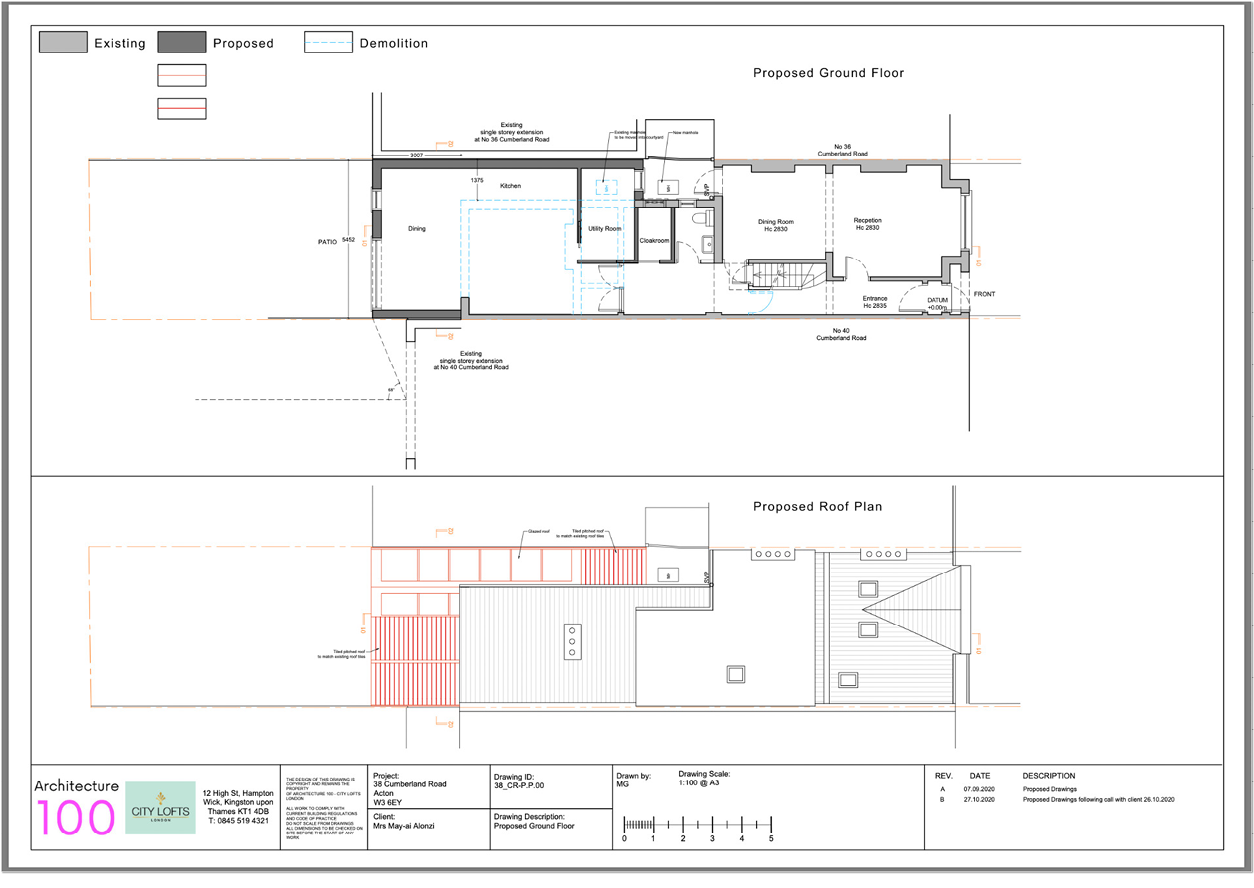 Existing
Proposed
Demolition
Proposed Ground Floor
Existing
single storey extension
at No 36 Cumberland Road
Existing manhole
to be moved into courtyard
New manhole
No 36
Cumberland Road
3007
1375
Kitchen
MH
MH
SVP
Dining
Utility Room
Cloakroom
Dining Room
Hc 2830
Reception
Hc 2830
PATIO
5452
Entrance
Hc 2835
DATUM
+0.00m
FRONT
No 40
Cumberland Road
Existing
single storey extension
at No 40 Cumberland Road
Proposed Roof Plan
Glazed roof
Tiled pitched roof
to match existing roof tiles
SVP
Tiled pitched roof
to match existing roof tiles
Architecture
100
CITY LOFTS
LONDON
12 High St, Hampton
Wick, Kingston upon
Thames KT1 4DB
T: 0845 519 4321
THE DESIGN OF THIS DRAWING IS
COPYRIGHT AND REMAINS THE
PROPERTY
OF ARCHITECTURE 100 - CITY LOFTS
LONDON
ALL WORK TO COMPLY WITH
CURRENT BUILDING REGULATIONS
AND CODE OF PRACTICE
DO NOT SCALE FROM DRAWINGS
ALL DIMENSIONS TO BE CHECKED ON
SITE BEFORE THE START OF ANY
WORK
Project:
38 Cumberland Road
Acton
W3 6EY
Client:
Mrs May-ai Alonzi
Drawing ID:
38_CR-P.P.00
Drawing Description:
Proposed Ground Floor
Drawn by:
MG
Drawing Scale:
1:100 @ A3
0 1 2 3 4 5
REV. DATE DESCRIPTION
A 07.09.2020 Proposed Drawings
B 27.10.2020 Proposed Drawings following call with client 26.10.2020